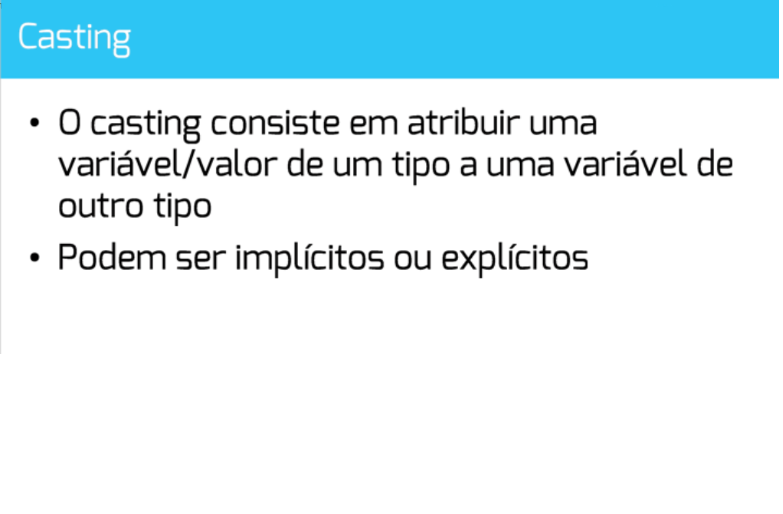 Casting
• O casting consiste em atribuir uma
variável/valor de um tipo a uma variável de
outro tipo
• Podem ser implícitos ou explícitos